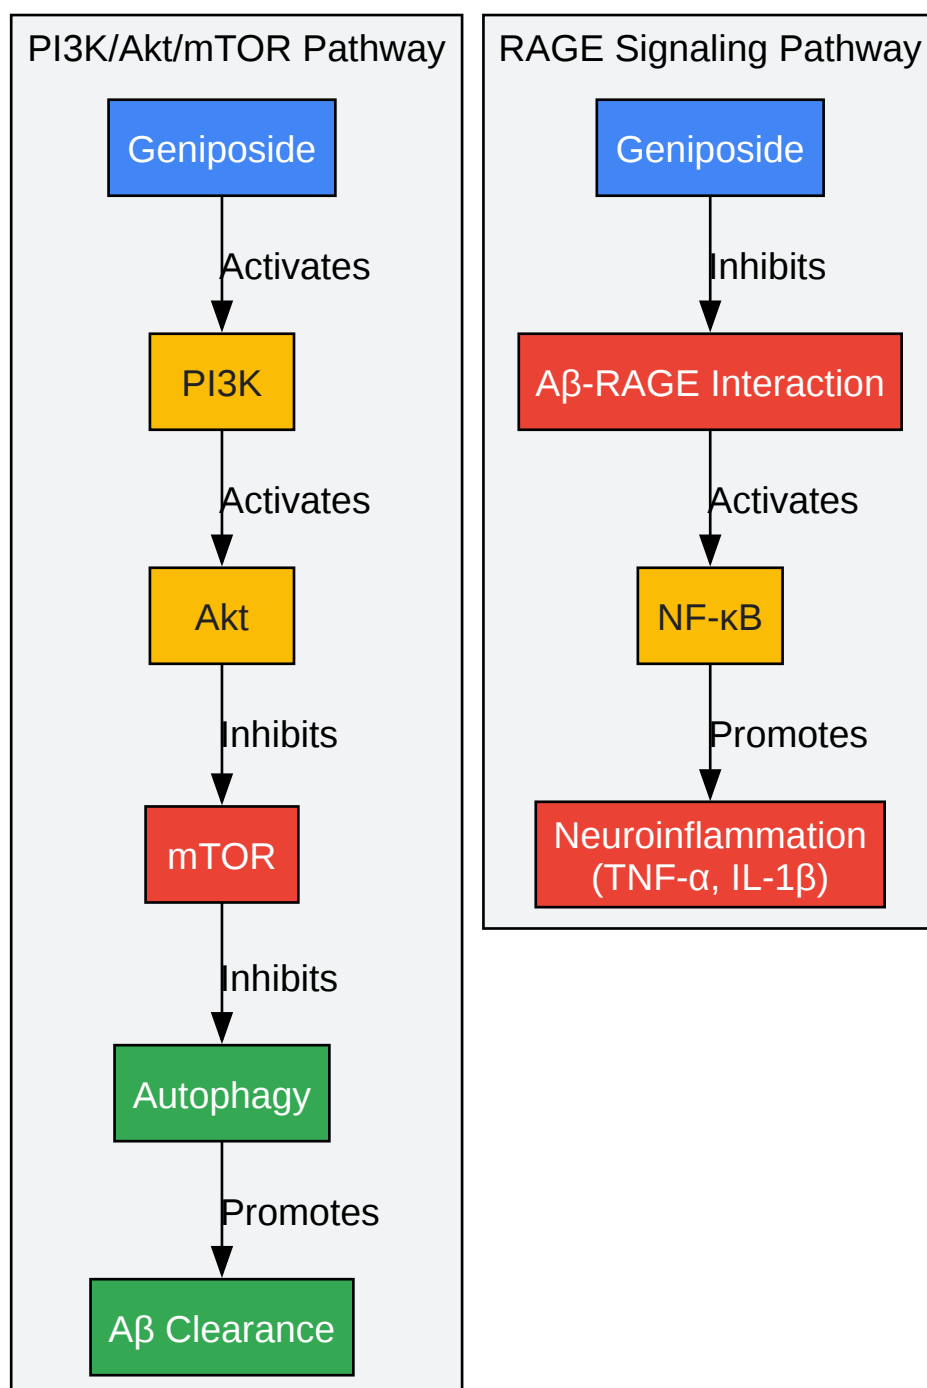 PI3K/Akt/mTOR Pathway
Geniposide
Activates
PI3K
Activates
Akt
Inhibits
mTOR
Inhibits
Autophagy
Promotes
Aβ Clearance
RAGE Signaling Pathway
Geniposide
Inhibits
Aβ-RAGE Interaction
Activates
NF-κB
Promotes
Neuroinflammation
(TNF-α, IL-1β)